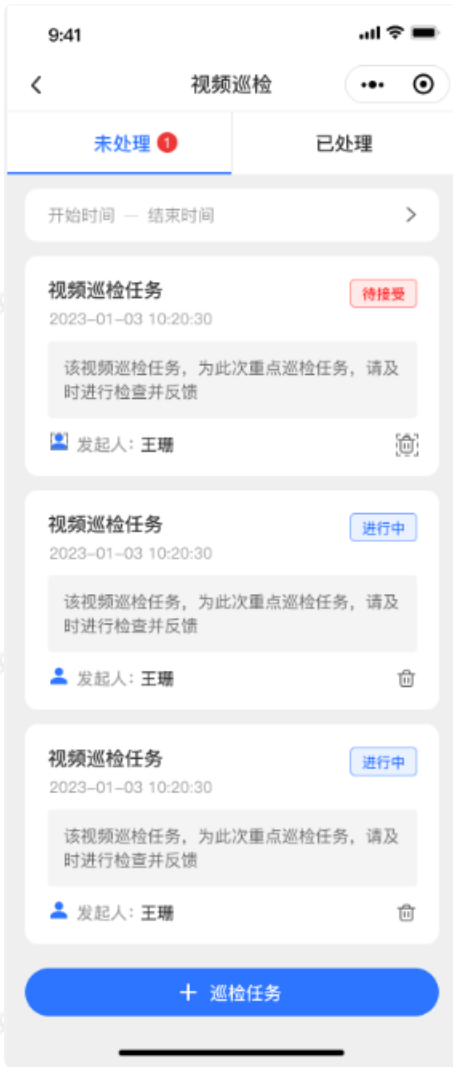 9:41
视频巡检
未处理 1
已处理
开始时间 — 结束时间
视频巡检任务
待接受
2023-01-03 10:20:30
该视频巡检任务，为此次重点巡检任务，请及
时进行检查并反馈
发起人：王珊
视频巡检任务
进行中
2023-01-03 10:20:30
该视频巡检任务，为此次重点巡检任务，请及
时进行检查并反馈
发起人：王珊
视频巡检任务
进行中
2023-01-03 10:20:30
该视频巡检任务，为此次重点巡检任务，请及
时进行检查并反馈
发起人：王珊
+ 巡检任务